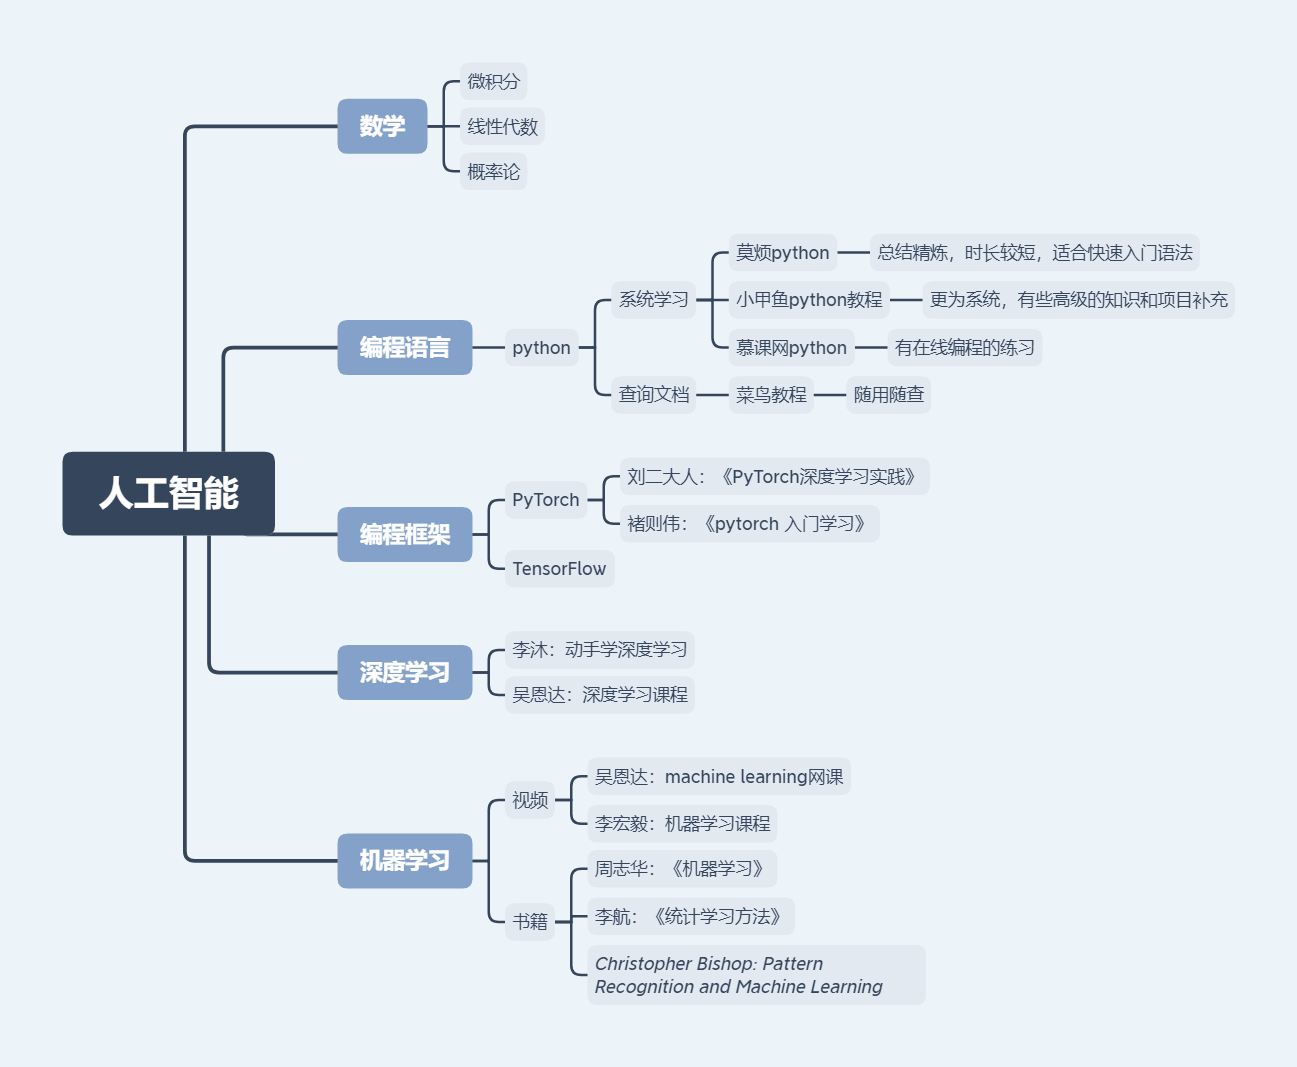 人工智能
数学
微积分
线性代数
概率论
编程语言
python
系统学习
莫烦python
总结精炼，时长较短，适合快速入门语法
小甲鱼python教程
更为系统，有些高级的知识和项目补充
慕课网python
有在线编程的练习
查询文档
菜鸟教程
随用随查
编程框架
PyTorch
刘二大人：《PyTorch深度学习实践》
褚则伟：《pytorch 入门学习》
TensorFlow
深度学习
李沐：动手学深度学习
吴恩达：深度学习课程
机器学习
视频
吴恩达：machine learning网课
李宏毅：机器学习课程
书籍
周志华：《机器学习》
李航：《统计学习方法》
Christopher Bishop: Pattern
Recognition and Machine Learning